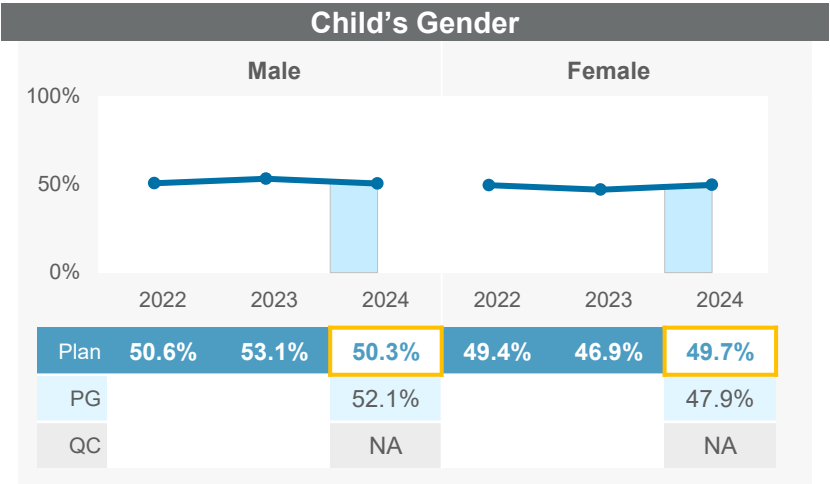 Child's Gender
Male Female
100%
50%
0%
2022 2023 2024 2022 2023 2024
Plan 50.6% 53.1% 50.3% 49.4% 46.9% 49.7%
PG 52.1% 47.9%
QC NA NA